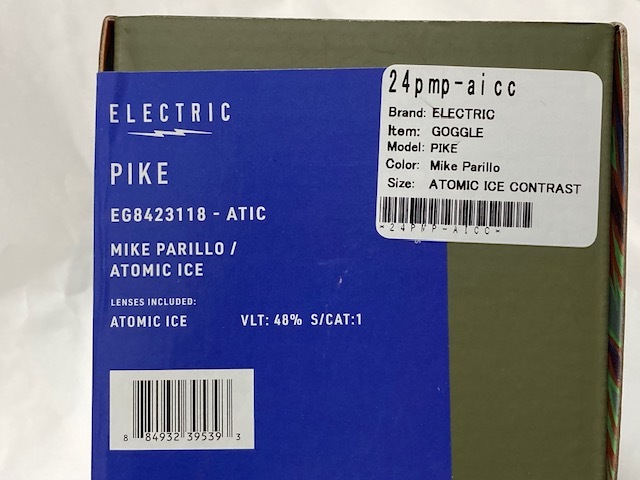 ELECTRIC
PIKE
EG8423118 - ATIC
MIKE PARILLO /
ATOMIC ICE
LENSES INCLUDED:
ATOMIC ICE VLT: 48% S/CAT:1
8 84932 39539 3
24pmp-aicc
Brand: ELECTRIC
Item: GOGGLE
Model: PIKE
Color: Mike Parillo
Size: ATOMIC ICE CONTRAST
*24PMP-AICC*